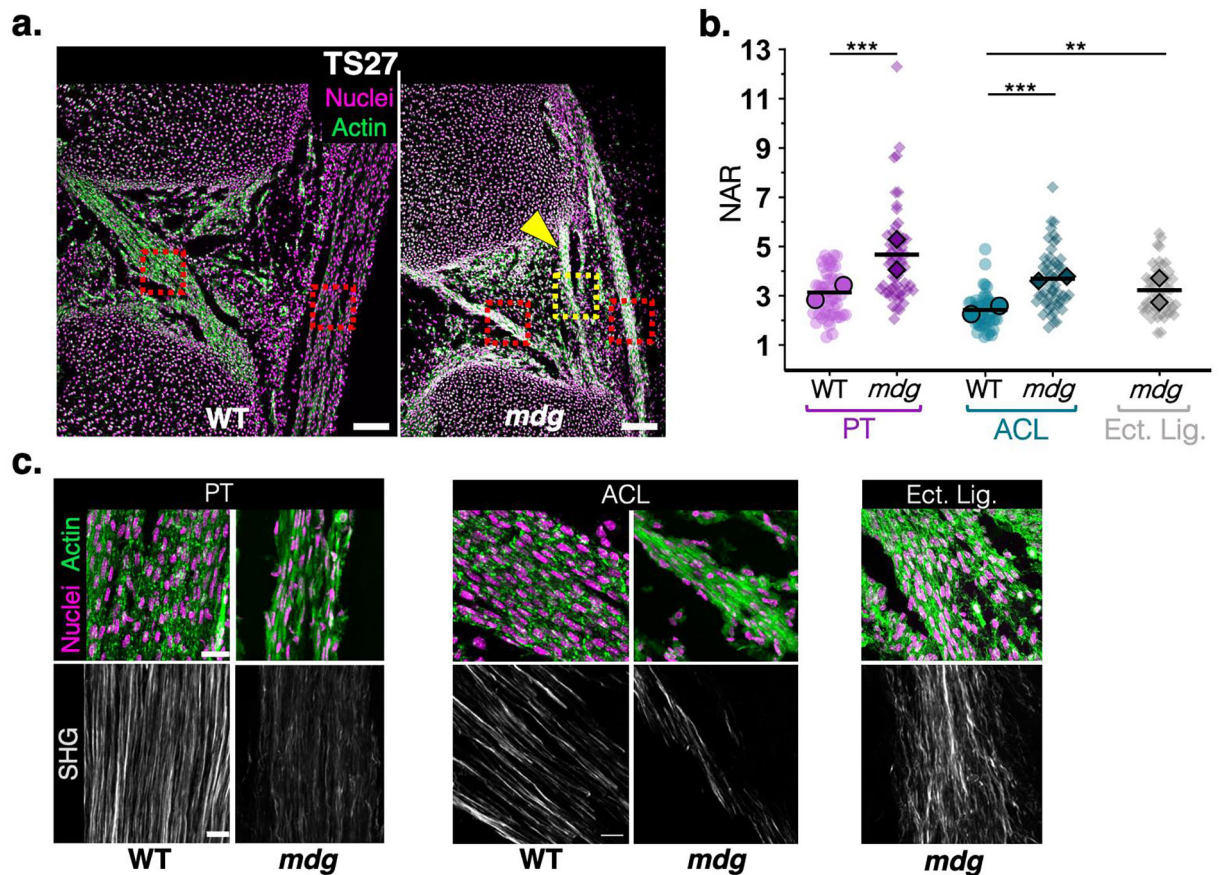 a.
TS27
Nuclei
Actin
WT
mdg
b.
13
11
9
7
5
3
1
NAR
***
**
***
WT
mdg
WT
mdg
mdg
PT
ACL
Ect. Lig.
c.
PT
ACL
Ect. Lig.
Nuclei Actin
SHG
WT
mdg
WT
mdg
mdg